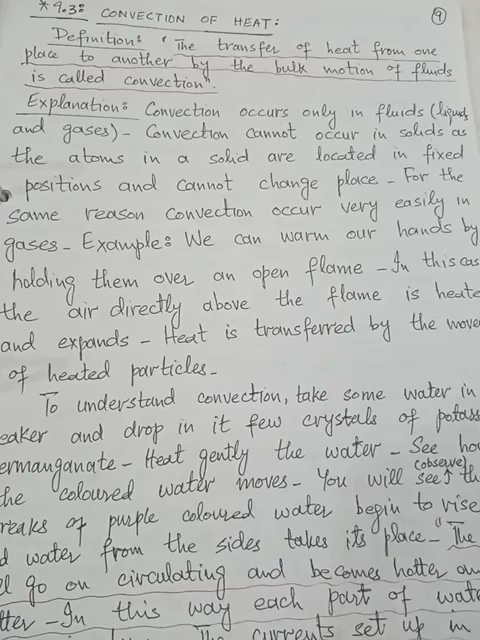 * 9.3: CONVECTION OF HEAT:
9
Definition: "The transfer of heat from one
place to another by the bulk motion of fluids
is called convection".
Explanation: Convection occurs only in fluids (liquids
and gases) - Convection cannot occur in solids as
the atoms in a solid are located in fixed
positions and cannot change place - For the
same reason convection occur very easily in
gases - Example: We can warm our hands by
holding them over an open flame - In this cas
the air directly above the flame is heate
and expands - Heat is transferred by the move
of heated particles -
To understand convection, take some water in
eaker and drop in it few crystals of potass
ermanganate - Heat gently the water - See ho
(observe)
he coloured water moves - You will see th
reaks of purple coloured water begin to rise
d water from the sides takes its place - "The
l go on circulating and becomes hotter an
tter - In this way each part of wate
The currents set up in